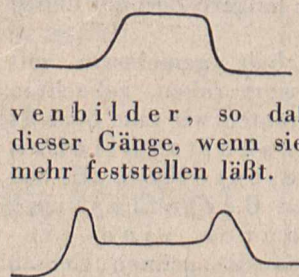 venbilder, so da
dieser Gänge, wenn sie
mehr feststellen läßt.